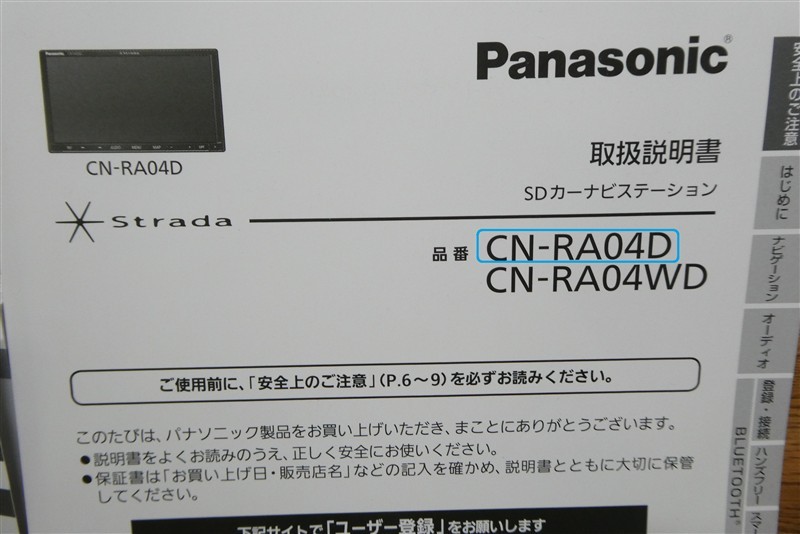 Panasonic®
CN-RA04D
取扱説明書
SDカーナビステーション
Strada
品番 CN-RA04D
CN-RA04WD
ご使用前に、「安全上のご注意」(P.6～9)を必ずお読みください。
このたびは、パナソニック製品をお買い上げいただき、まことにありがとうございます。
●説明書をよくお読みのうえ、正しく安全にお使いください。
●保証書は「お買い上げ日・販売店名」などの記入を確かめ、説明書とともに大切に保管
してください。
下記サイトで「ユーザー登録」をお願いします
安全上のご注意
はじめに
ナビゲーション
オーディオ
登録・接続
BLUETOOTH®
ハンズフリー
スマー